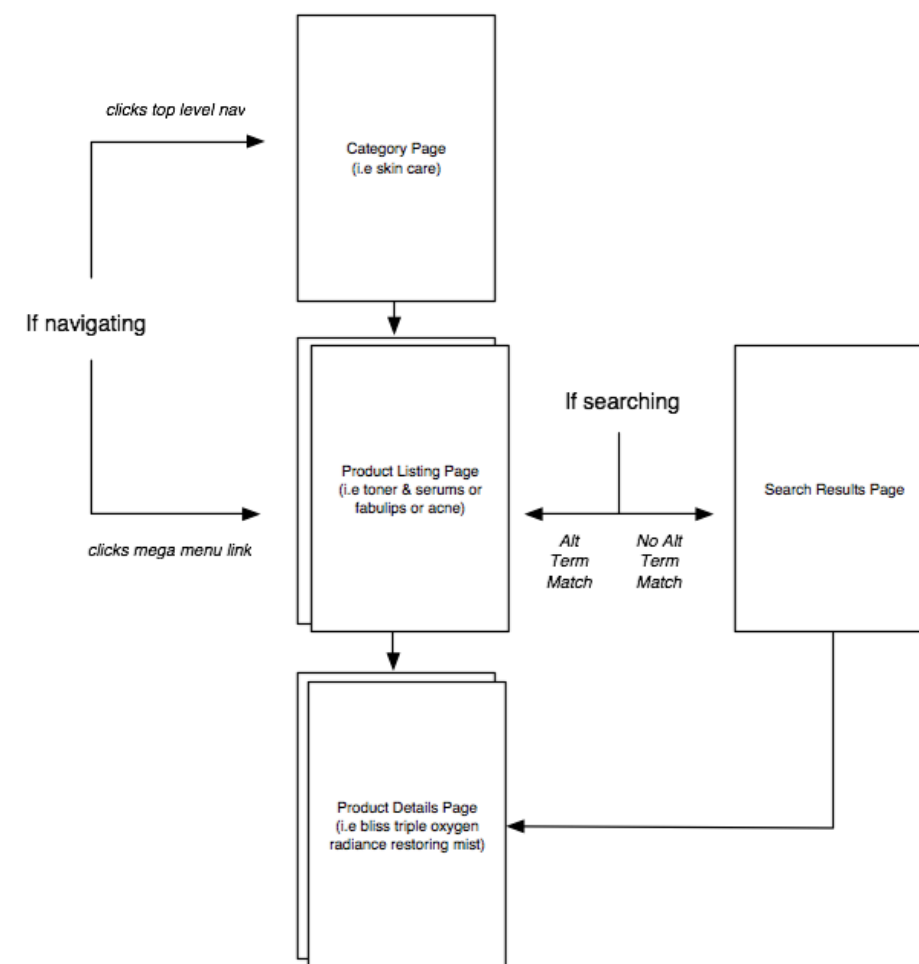 clicks top level nav
Category Page
(i.e skin care)
If navigating
If searching
Product Listing Page
(i.e toner & serums or
fabulips or acne)
Search Results Page
clicks mega menu link
Alt
Term
Match
No Alt
Term
Match
Product Details Page
(i.e bliss triple oxygen
radiance restoring mist)